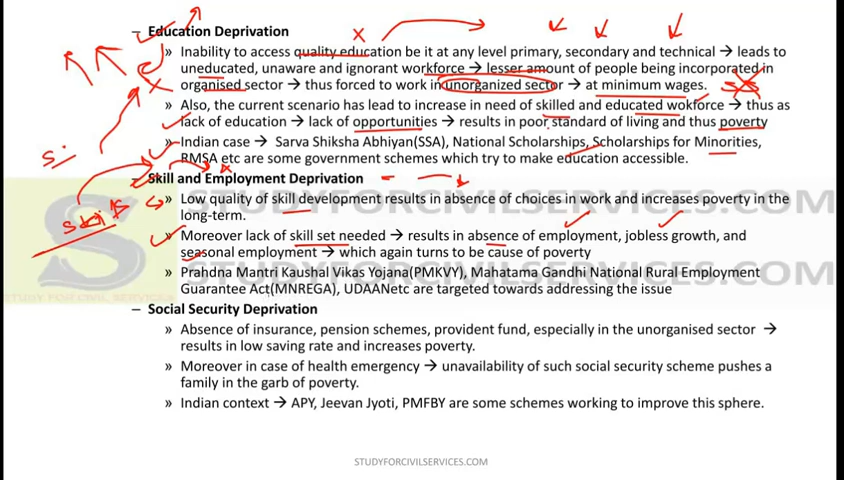 – Education Deprivation
» Inability to access quality education be it at any level primary, secondary and technical → leads to
uneducated, unaware and ignorant workforce → lesser amount of people being incorporated in
organised sector → thus forced to work in unorganized sector → at minimum wages.
» Also, the current scenario has lead to increase in need of skilled and educated wokforce → thus as
lack of education → lack of opportunities → results in poor standard of living and thus poverty
» Indian case → Sarva Shiksha Abhiyan(SSA), National Scholarships, Scholarships for Minorities,
RMSA etc are some government schemes which try to make education accessible.
– Skill and Employment Deprivation
» Low quality of skill development results in absence of choices in work and increases poverty in the
long-term.
» Moreover lack of skill set needed → results in absence of employment, jobless growth, and
seasonal employment → which again turns to be cause of poverty
» Prahdna Mantri Kaushal Vikas Yojana(PMKVY), Mahatama Gandhi National Rural Employment
Guarantee Act(MNREGA), UDAANetc are targeted towards addressing the issue
– Social Security Deprivation
» Absence of insurance, pension schemes, provident fund, especially in the unorganised sector →
results in low saving rate and increases poverty.
» Moreover in case of health emergency → unavailability of such social security scheme pushes a
family in the garb of poverty.
» Indian context → APY, Jeevan Jyoti, PMFBY are some schemes working to improve this sphere.
STUDYFORCIVILSERVICES.COM
STUDYFORCIVILSERVICES.COM
STUDY FOR CIVIL SERVICES
STUDYFORCIVILSERVICES.COM